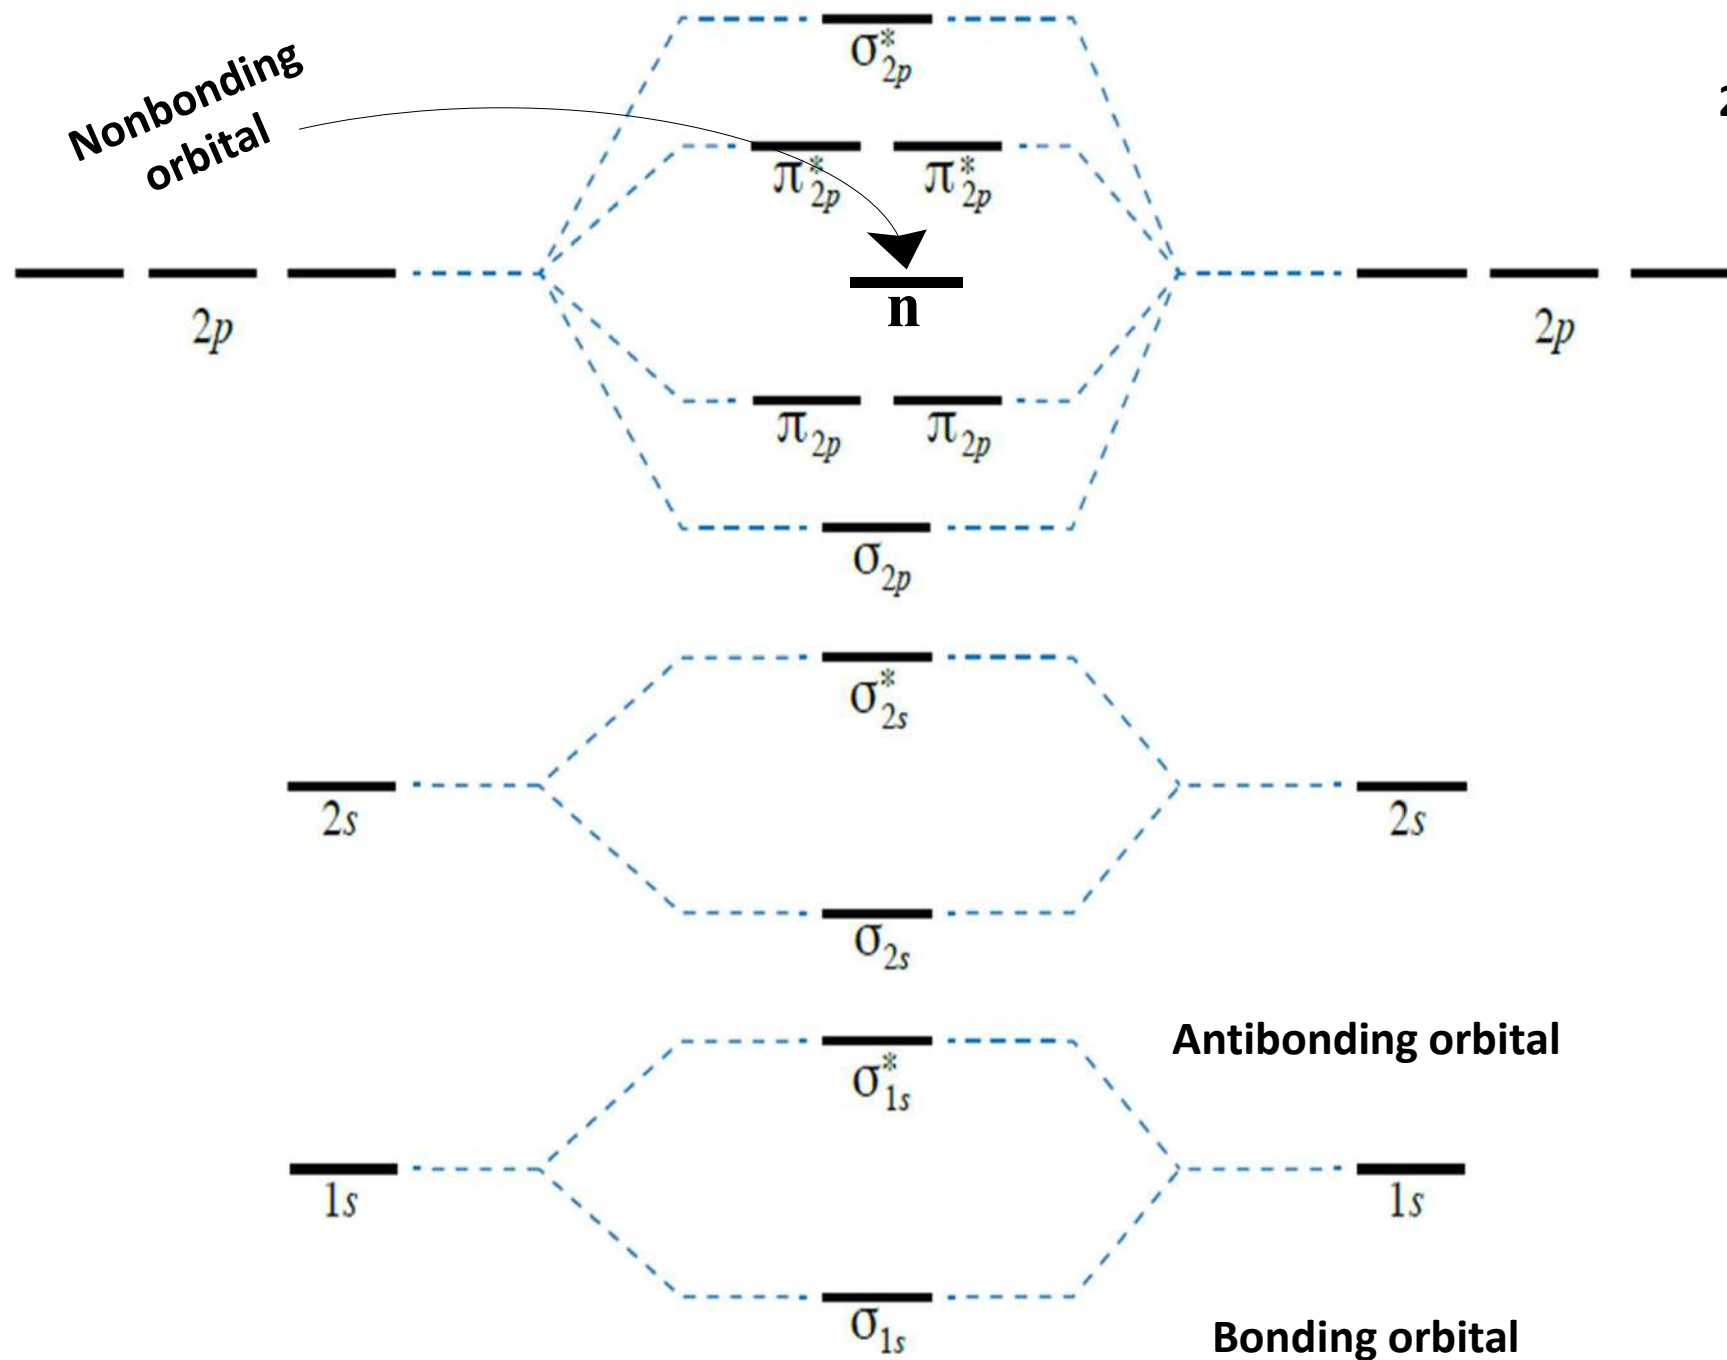 σ*2p
Nonbonding
orbital
2
π*2p π*2p
n
2p 2p
π2p π2p
σ2p
σ*2s
2s 2s
σ2s
Antibonding orbital
σ*1s
1s 1s
σ1s
Bonding orbital